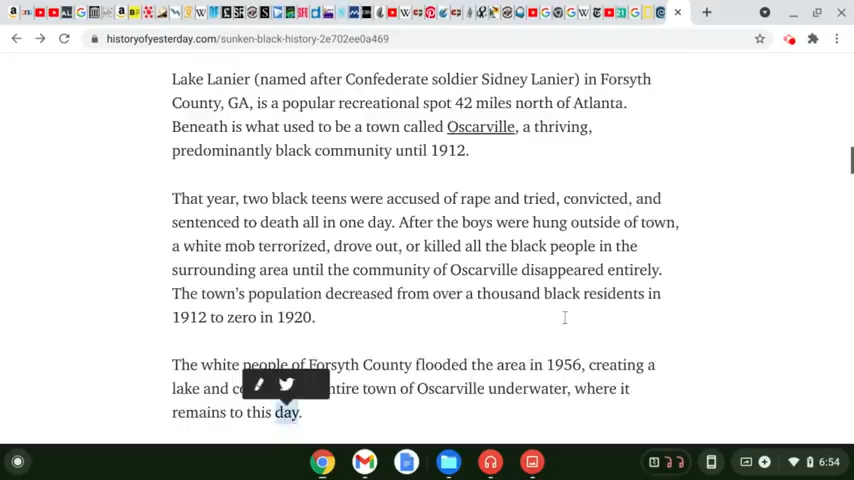 historyofyesterday.com/sunken-black-history-2e702ee0a469
Lake Lanier (named after Confederate soldier Sidney Lanier) in Forsyth
County, GA, is a popular recreational spot 42 miles north of Atlanta.
Beneath is what used to be a town called Oscarville, a thriving,
predominantly black community until 1912.
That year, two black teens were accused of rape and tried, convicted, and
sentenced to death all in one day. After the boys were hung outside of town,
a white mob terrorized, drove out, or killed all the black people in the
surrounding area until the community of Oscarville disappeared entirely.
The town's population decreased from over a thousand black residents in
1912 to zero in 1920.
The white people of Forsyth County flooded the area in 1956, creating a
lake and ntire town of Oscarville underwater, where it
remains to this day.
6:54